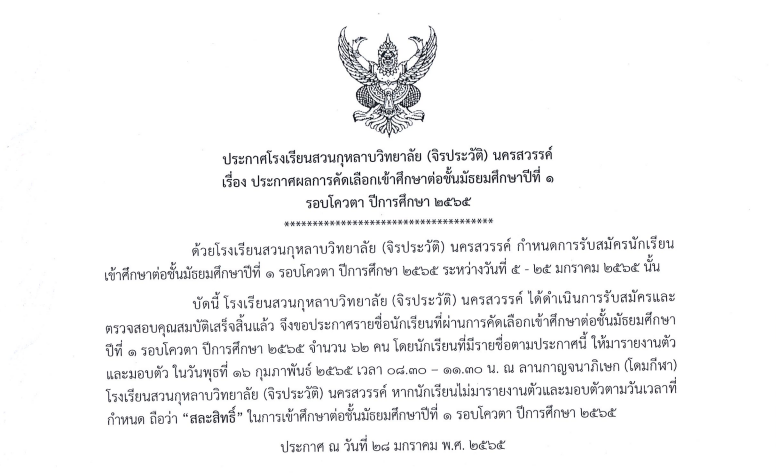 ประกาศโรงเรียนสวนกุหลาบวิทยาลัย (จิรประวัติ) นครสวรรค์
เรื่อง ประกาศผลการคัดเลือกเข้าศึกษาต่อชั้นมัธยมศึกษาปีที่ ๑
รอบโควตา ปีการศึกษา ๒๕๖๕
*************************************
ด้วยโรงเรียนสวนกุหลาบวิทยาลัย (จิรประวัติ) นครสวรรค์ กำหนดการรับสมัครนักเรียน
เข้าศึกษาต่อชั้นมัธยมศึกษาปีที่ ๑ รอบโควตา ปีการศึกษา ๒๕๖๕ ระหว่างวันที่ ๕ - ๒๕ มกราคม ๒๕๖๕ นั้น
บัดนี้ โรงเรียนสวนกุหลาบวิทยาลัย (จิรประวัติ) นครสวรรค์ ได้ดำเนินการรับสมัครและ
ตรวจสอบคุณสมบัติเสร็จสิ้นแล้ว จึงขอประกาศรายชื่อนักเรียนที่ผ่านการคัดเลือกเข้าศึกษาต่อชั้นมัธยมศึกษา
ปีที่ ๑ รอบโควตา ปีการศึกษา ๒๕๖๕ จำนวน ๖๒ คน โดยนักเรียนที่มีรายชื่อตามประกาศนี้ ให้มารายงานตัว
และมอบตัว ในวันพุธที่ ๑๖ กุมภาพันธ์ ๒๕๖๕ เวลา ๐๘.๓๐ – ๑๑.๓๐ น. ณ ลานกาญจนาภิเษก (โดมกีฬา)
โรงเรียนสวนกุหลาบวิทยาลัย (จิรประวัติ) นครสวรรค์ หากนักเรียนไม่มารายงานตัวและมอบตัวตามวันเวลาที่
กำหนด ถือว่า “สละสิทธิ์” ในการเข้าศึกษาต่อชั้นมัธยมศึกษาปีที่ ๑ รอบโควตา ปีการศึกษา ๒๕๖๕
ประกาศ ณ วันที่ ๒๘ มกราคม พ.ศ. ๒๕๖๕